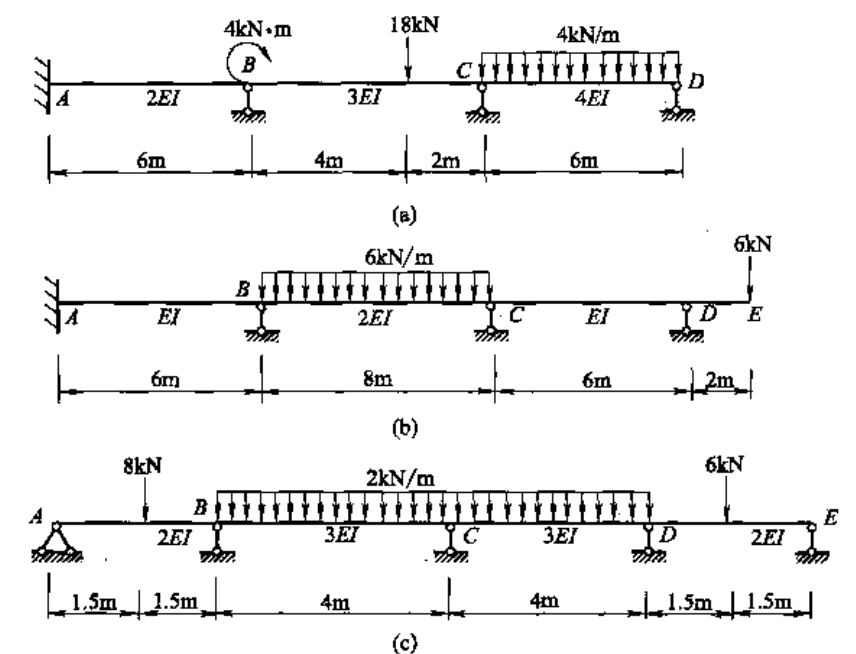 4kN·m 18kN 4kN/m
A 2EI B 3EI C 4EI D
6m 4m 2m 6m
(a)
6kN/m 6kN
A EI B 2EI C EI D E
6m 8m 6m 2m
(b)
8kN 2kN/m 6kN
A 2EI B 3EI C 3EI D 2EI E
1.5m 1.5m 4m 4m 1.5m 1.5m
(c)